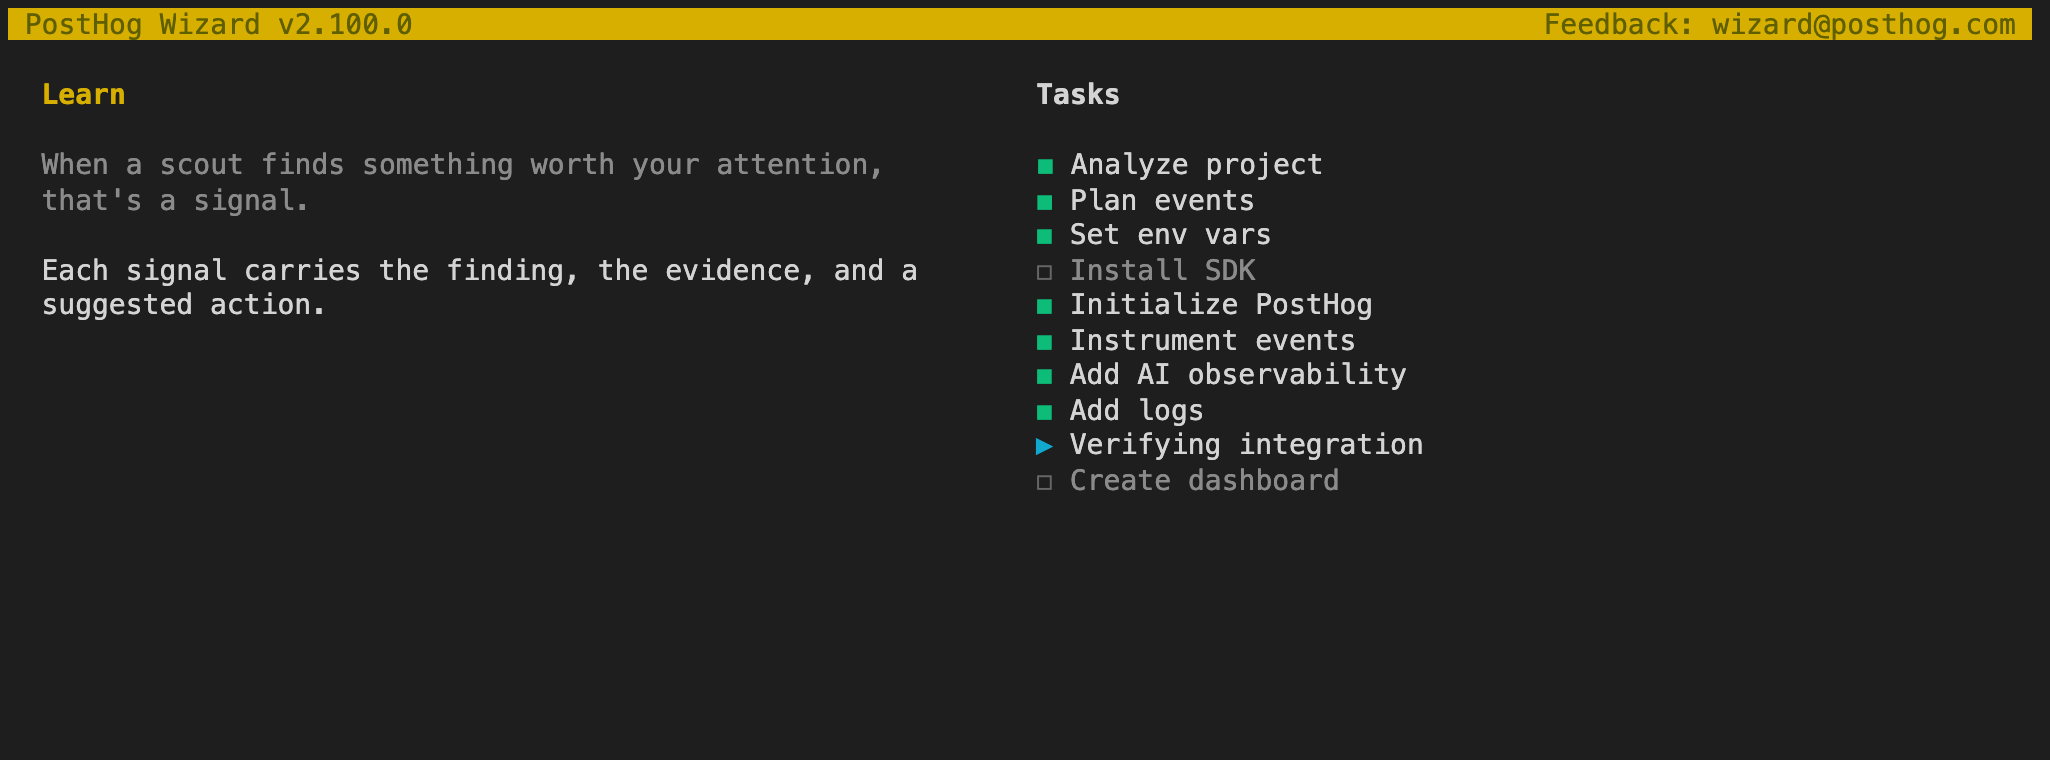 PostHog Wizard v2.100.0
Feedback: wizard@posthog.com
Learn
When a scout finds something worth your attention,
that's a signal.
Each signal carries the finding, the evidence, and a
suggested action.
Tasks
Analyze project
Plan events
Set env vars
Install SDK
Initialize PostHog
Instrument events
Add AI observability
Add logs
Verifying integration
Create dashboard